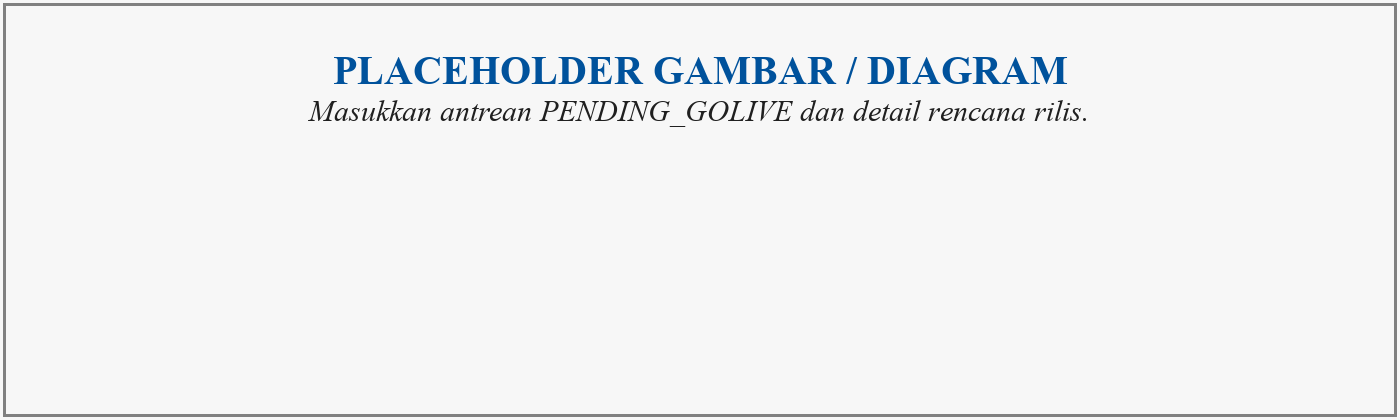 PLACEHOLDER GAMBAR / DIAGRAM
Masukkan antrean PENDING_GOLIVE dan detail rencana rilis.